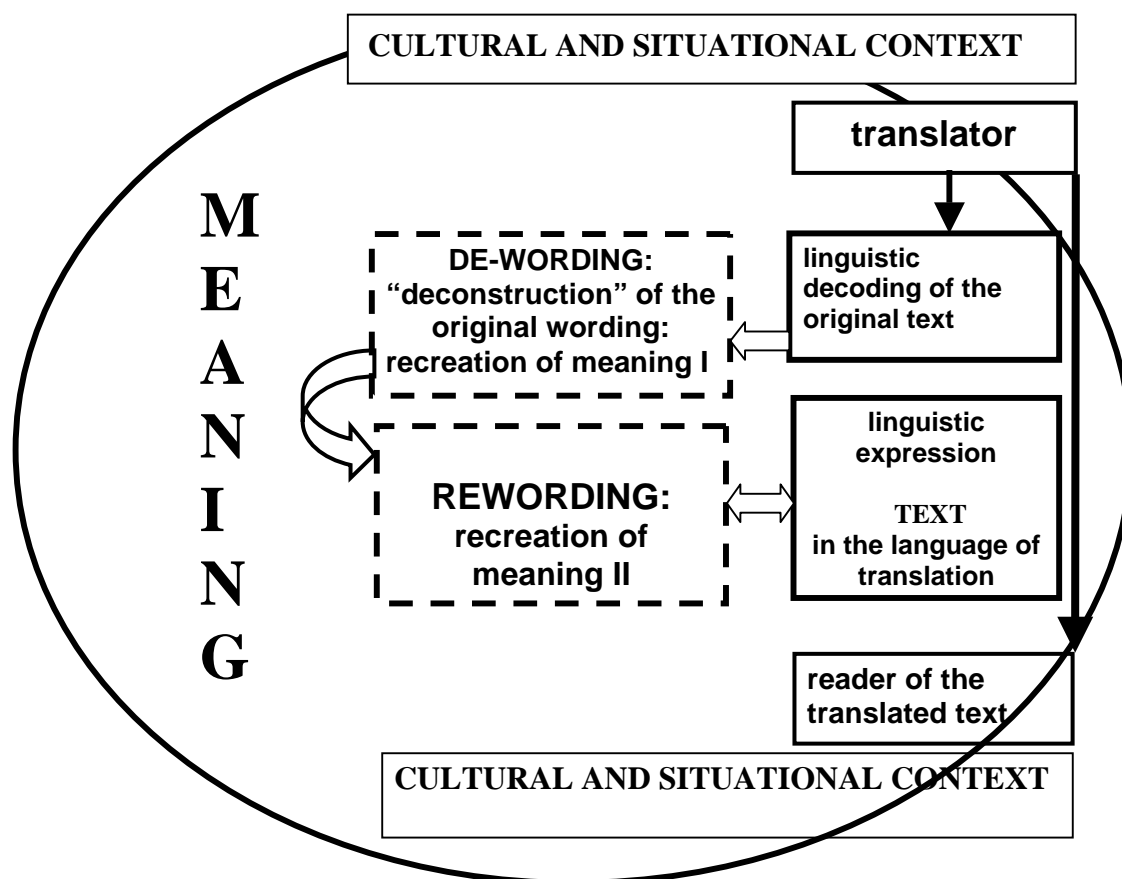 CULTURAL AND SITUATIONAL CONTEXT
translator
MEANING
DE-WORDING:
“deconstruction” of the
original wording:
recreation of meaning I
linguistic
decoding of the
original text
REWORDING:
recreation of
meaning II
linguistic
expression
TEXT
in the language of
translation
reader of the
translated text
CULTURAL AND SITUATIONAL CONTEXT